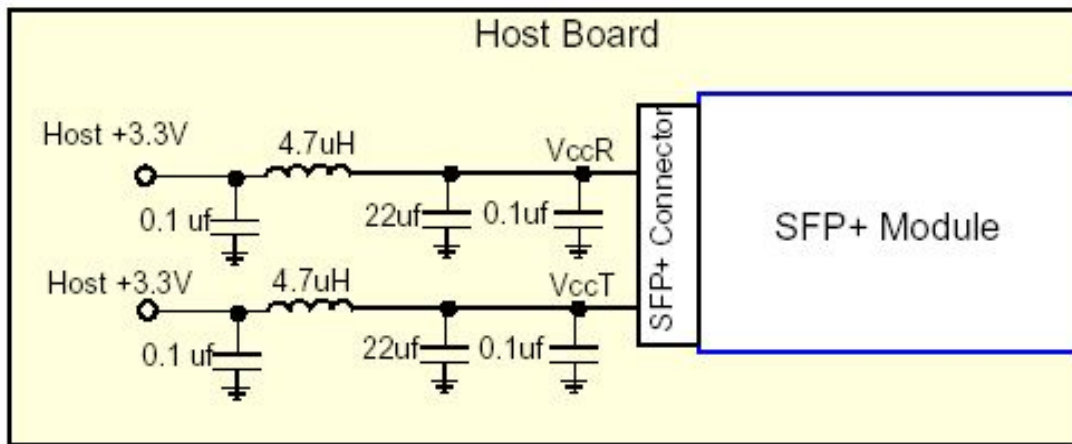 Host Board
Host +3.3V
4.7uH
VccR
0.1 uf
22uf
0.1uf
Host +3.3V
4.7uH
VccT
0.1 uf
22uf
0.1uf
SFP+ Connector
SFP+ Module